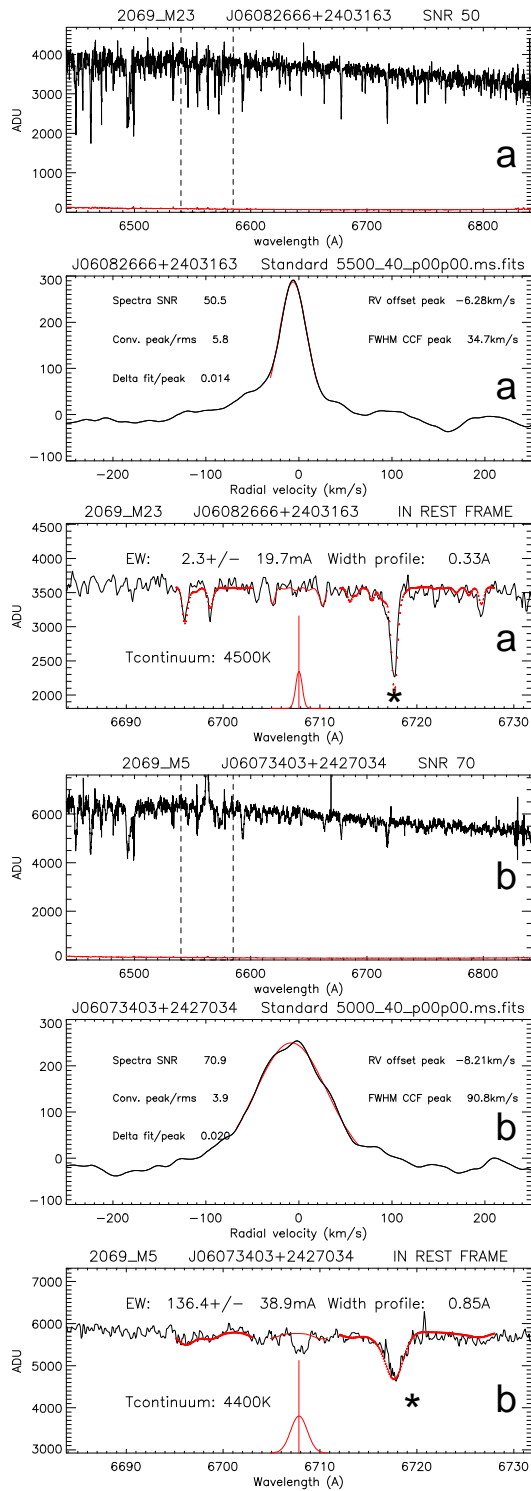 2069_M23 J06082666+2403163 SNR 50
4000
3000
2000
1000
0
ADU
a
6500 6600 6700 6800
wavelength (A)
J06082666+2403163 Standard 5500_40_p00p00.ms.fits
300
200
100
0
-100
Spectra SNR 50.5 RV offset peak -6.28km/s
Conv. peak/rms 5.8 FWHM CCF peak 34.7km/s
Delta fit/peak 0.014
a
-200 -100 0 100 200
Radial velocity (km/s)
2069_M23 J06082666+2403163 IN REST FRAME
4500
4000
3500
3000
2500
2000
ADU
EW: 2.3+/- 19.7mA Width profile: 0.33A
a
Tcontinuum: 4500K
*
6690 6700 6710 6720 6730
Wavelength (A)
2069_M5 J06073403+2427034 SNR 70
6000
4000
2000
0
ADU
b
6500 6600 6700 6800
wavelength (A)
J06073403+2427034 Standard 5000_40_p00p00.ms.fits
300
200
100
0
-100
Spectra SNR 70.9 RV offset peak -8.21km/s
Conv. peak/rms 3.9 FWHM CCF peak 90.8km/s
Delta fit/peak 0.020
b
-200 -100 0 100 200
Radial velocity (km/s)
2069_M5 J06073403+2427034 IN REST FRAME
7000
6000
5000
4000
3000
ADU
EW: 136.4+/- 38.9mA Width profile: 0.85A
Tcontinuum: 4400K
*
b
6690 6700 6710 6720 6730
Wavelength (A)